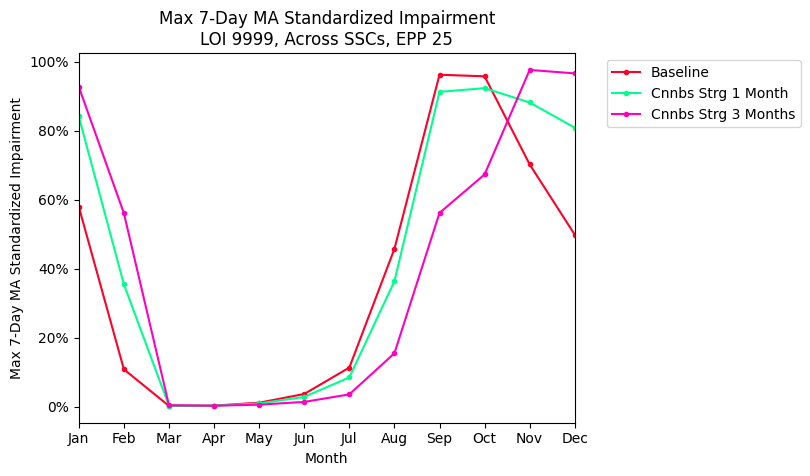 Max 7-Day MA Standardized Impairment
LOI 9999, Across SSCs, EPP 25
Max 7-Day MA Standardized Impairment
100%
80%
60%
40%
20%
0%
Jan Feb Mar Apr May Jun Jul Aug Sep Oct Nov Dec
Month
Baseline
Cnnbs Strg 1 Month
Cnnbs Strg 3 Months